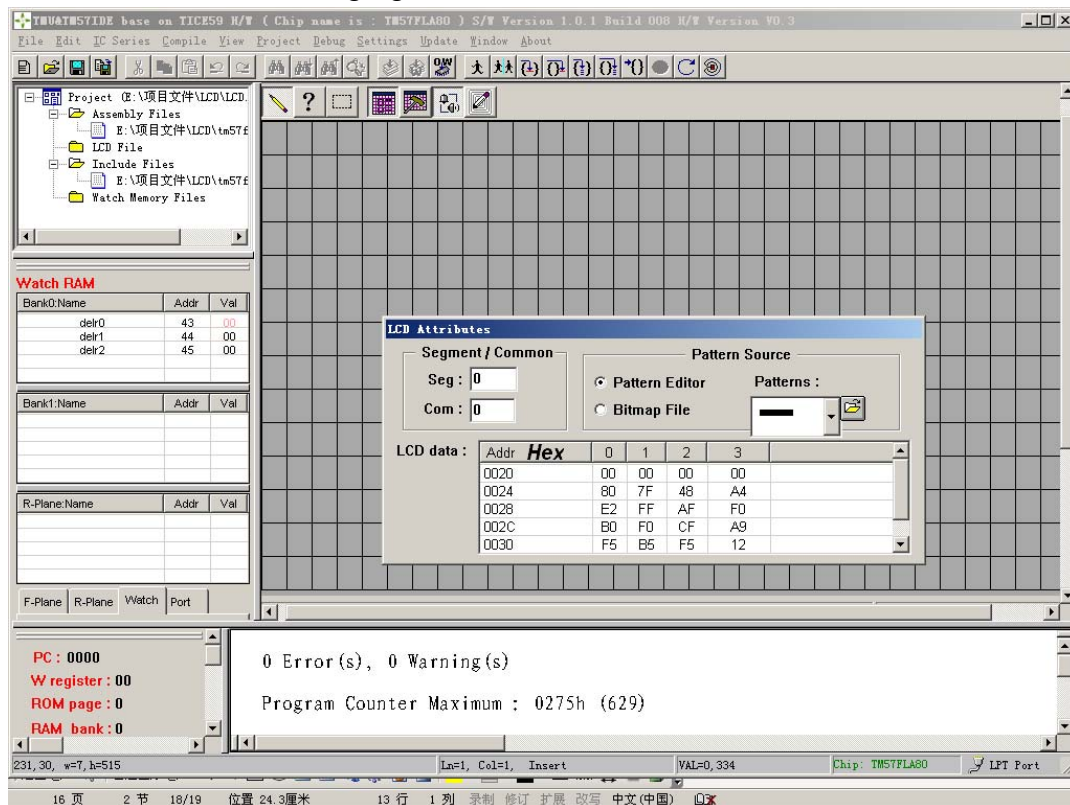 TMU&TM57IDE base on TICE59 H/W ( Chip name is : TM57FLA80 ) S/W Version 1.0.1 Build 008 H/W Version V0.3
File Edit IC Series Compile View Project Debug Settings Update Window About
Project (E:\项目文件\LCD\LCD.
Assembly Files
E:\项目文件\LCD\tm57f
LCD File
Include Files
E:\项目文件\LCD\tm57f
Watch Memory Files
Watch RAM
Bank0:Name Addr Val
delr0 43 00
delr1 44 00
delr2 45 00
Bank1:Name Addr Val
R-Plane:Name Addr Val
F-Plane R-Plane Watch Port
LCD Attributes
Segment / Common
Seg : 0
Com : 0
Pattern Source
Pattern Editor Patterns :
Bitmap File
LCD data : Addr Hex 0 1 2 3
0020 00 00 00 00
0024 80 7F 48 A4
0028 E2 FF AF F0
002C B0 F0 CF A9
0030 F5 B5 F5 12
PC : 0000
W register : 00
ROM page : 0
RAM bank : 0
0 Error(s), 0 Warning(s)
Program Counter Maximum : 0275h (629)
231,30, w=7,h=515 Ln=1, Col=1, Insert VAL=0,334 Chip: TM57FLA80 LPT Port
16 页 2 节 18/19 位置 24.3厘米 13 行 1 列 录制 修订 扩展 改写 中文(中国)